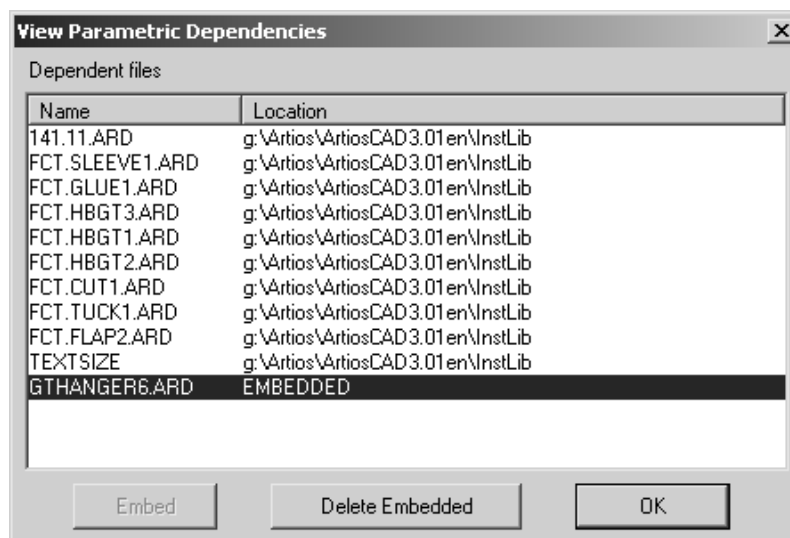 View Parametric Dependencies
Dependent files
Name Location
141.11.ARD g:\Artios\ArtiosCAD3.01en\InstLib
FCT.SLEEVE1.ARD g:\Artios\ArtiosCAD3.01en\InstLib
FCT.GLUE1.ARD g:\Artios\ArtiosCAD3.01en\InstLib
FCT.HBGT3.ARD g:\Artios\ArtiosCAD3.01en\InstLib
FCT.HBGT1.ARD g:\Artios\ArtiosCAD3.01en\InstLib
FCT.HBGT2.ARD g:\Artios\ArtiosCAD3.01en\InstLib
FCT.CUT1.ARD g:\Artios\ArtiosCAD3.01en\InstLib
FCT.TUCK1.ARD g:\Artios\ArtiosCAD3.01en\InstLib
FCT.FLAP2.ARD g:\Artios\ArtiosCAD3.01en\InstLib
TEXTSIZE g:\Artios\ArtiosCAD3.01en\InstLib
GTHANGER6.ARD EMBEDDED
Embed Delete Embedded OK